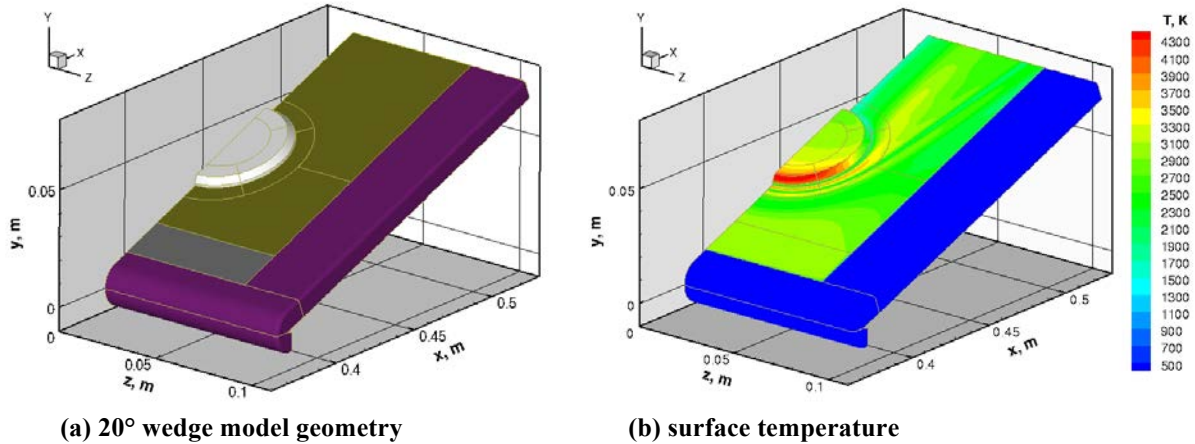 Y
X
Z
y, m
0.05
0
0
0.05
z, m
0.1
0.4
0.45
x, m
0.5
(a) 20° wedge model geometry
Y
X
Z
y, m
0.05
0
0
0.05
z, m
0.1
0.4
0.45
x, m
0.5
T, K
4300
4100
3900
3700
3500
3300
3100
2900
2700
2500
2300
2100
1900
1700
1500
1300
1100
900
700
500
(b) surface temperature